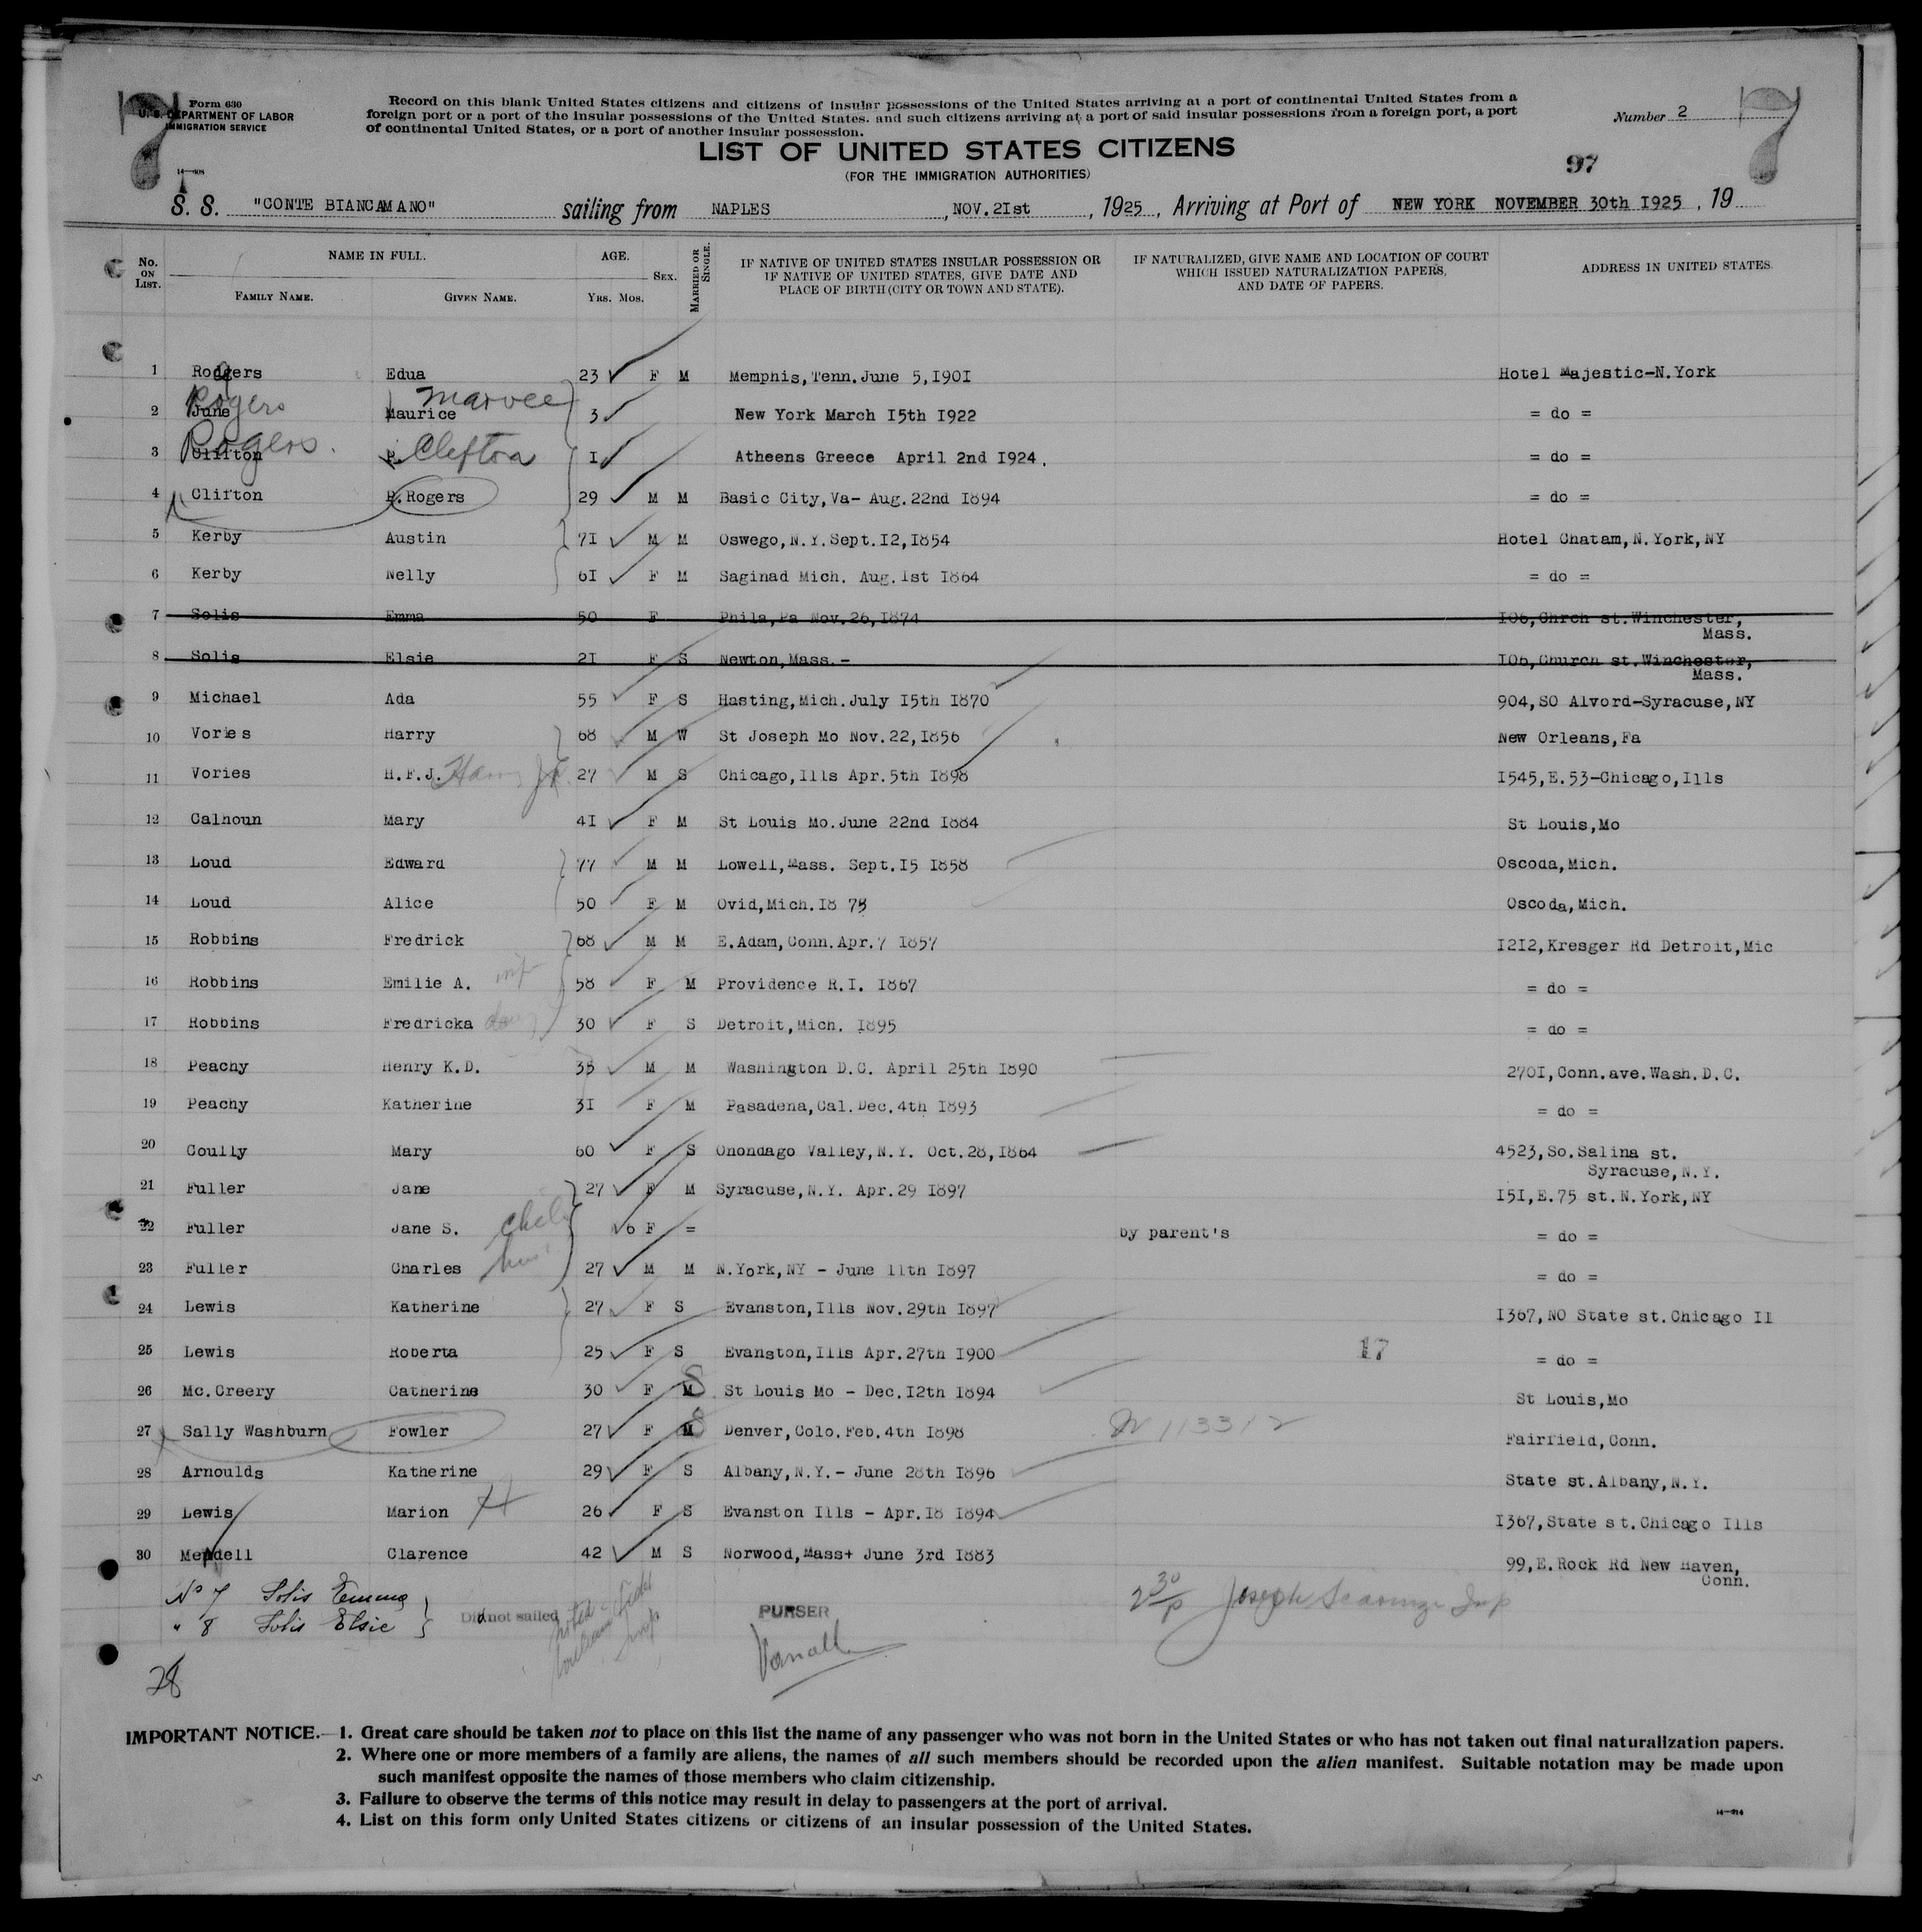 Form 630
U. S. DEPARTMENT OF LABOR
IMMIGRATION SERVICE
Record on this blank United States citizens and citizens of insular possessions of the United States arriving at a port of continental United States from a
foreign port or a port of the insular possessions of the United States, and such citizens arriving at a port of said insular possessions from a foreign port, a port
of continental United States, or a port of another insular possession.
Number 2
7 7
LIST OF UNITED STATES CITIZENS
(FOR THE IMMIGRATION AUTHORITIES)
97
S. S. "CONTE BIANCAMANO" sailing from NAPLES, NOV.21st, 1925, Arriving at Port of NEW YORK NOVEMBER 30th 1925, 19
No. ON LIST.
NAME IN FULL.
FAMILY NAME. GIVEN NAME.
AGE.
YRS. MOS.
SEX.
MARRIED OR SINGLE.
IF NATIVE OF UNITED STATES INSULAR POSSESSION OR
IF NATIVE OF UNITED STATES, GIVE DATE AND
PLACE OF BIRTH (CITY OR TOWN AND STATE).
IF NATURALIZED, GIVE NAME AND LOCATION OF COURT
WHICH ISSUED NATURALIZATION PAPERS,
AND DATE OF PAPERS.
ADDRESS IN UNITED STATES.
1 Rodgers Edua 23 F M Memphis,Tenn.June 5,1901 Hotel Majestic-N.York
Rogers Marvee
2 June Maurice 3 New York March 15th 1922 = do =
Rogers. Clefton
3 Clifton P. 1 Atheens Greece April 2nd 1924. = do =
4 Clifton P.Rogers 29 M M Basic City,Va- Aug.22nd 1894 = do =
5 Kerby Austin 71 M M Oswego,N.Y.Sept.12,1854 Hotel Chatam,N.York,NY
6 Kerby Nelly 61 F M Saginad Mich. Aug.1st 1864 = do =
7 Solis Emma 50 F Phila,Pa Nov.26,1874 106,Chrch st.Winchester,
Mass.
8 Solis Elsie 21 F S Newton,Mass.- 106,Church st.Winchester,
Mass.
9 Michael Ada 55 F S Hasting,Mich.July 15th 1870 904,SO Alvord-Syracuse,NY
10 Vories Harry 68 M W St Joseph Mo Nov.22,1856 New Orleans,Fa
11 Vories H.F.J. Harry Jr. 27 M S Chicago,Ills Apr.5th 1898 1545,E.53-Chicago,Ills
12 Calhoun Mary 41 F M St Louis Mo.June 22nd 1884 St Louis,Mo
13 Loud Edward 77 M M Lowell,Mass. Sept.15 1858 Oscoda,Mich.
14 Loud Alice 50 F M Ovid,Mich.18 75 Oscoda,Mich.
15 Robbins Fredrick 68 M M E.Adam,Conn.Apr.7 1857 1212,Kresger Rd Detroit,Mic
16 Robbins Emilie A. 58 F M Providence R.I. 1867 = do =
17 Robbins Fredricka 30 F S Detroit,Mich. 1895 = do =
18 Peachy Henry K.D. 35 M M Washington D.C. April 25th 1890 2701,Conn.ave.Wash.D.C.
19 Peachy Katherine 31 F M Pasadena,Cal.Dec.4th 1893 = do =
20 Coully Mary 60 F S Onondago Valley,N.Y. Oct.28,1864 4523,So.Salina st.
Syracuse,N.Y.
21 Fuller Jane 27 F M Syracuse,N.Y. Apr.29 1897 151,E.75 st.N.York,NY
22 Fuller Jane S. child 6 F = by parent's = do =
23 Fuller Charles 27 M M N.York,NY - June 11th 1897 = do =
24 Lewis Katherine 27 F S Evanston,Ills Nov.29th 1897 1367,NO State st.Chicago Il
25 Lewis Roberta 25 F S Evanston,Ills Apr.27th 1900 17 = do =
26 Mc.Creery Catherine 30 F M S St Louis Mo - Dec.12th 1894 St Louis,Mo
27 Sally Washburn Fowler 27 F M S Denver,Colo.Feb.4th 1898 113312 Fairfield,Conn.
28 Arnoulds Katherine 29 F S Albany,N.Y.- June 28th 1896 State st.Albany,N.Y.
29 Lewis Marion 26 F S Evanston Ills - Apr.18 1894 1367,State st.Chicago Ills
30 Mendell Clarence 42 M S Norwood,Mass+ June 3rd 1883 99,E.Rock Rd New Haven,
Conn.
No 7 Solis Emma
" 8 Solis Elsie } Did not sailed
PURSER
2 30/p Joseph Insp
28
IMPORTANT NOTICE.—1. Great care should be taken not to place on this list the name of any passenger who was not born in the United States or who has not taken out final naturalization papers.
2. Where one or more members of a family are aliens, the names of all such members should be recorded upon the alien manifest. Suitable notation may be made upon
such manifest opposite the names of those members who claim citizenship.
3. Failure to observe the terms of this notice may result in delay to passengers at the port of arrival.
4. List on this form only United States citizens or citizens of an insular possession of the United States.